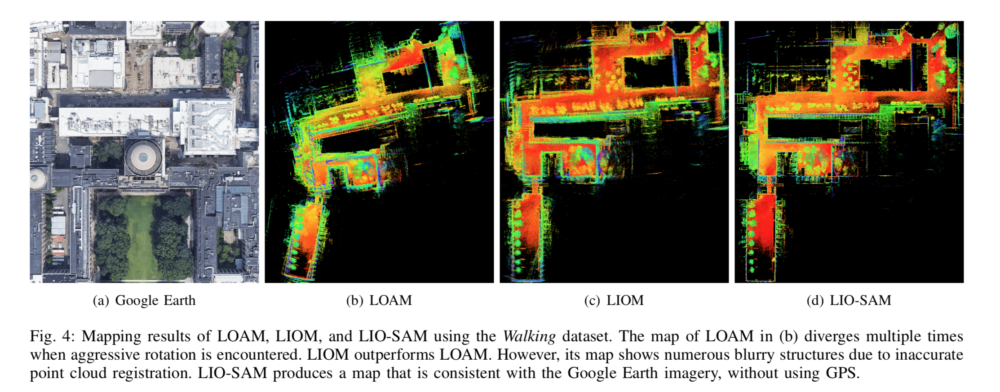 (a) Google Earth
(b) LOAM
(c) LIOM
(d) LIO-SAM
Fig. 4: Mapping results of LOAM, LIOM, and LIO-SAM using the Walking dataset. The map of LOAM in (b) diverges multiple times
when aggressive rotation is encountered. LIOM outperforms LOAM. However, its map shows numerous blurry structures due to inaccurate
point cloud registration. LIO-SAM produces a map that is consistent with the Google Earth imagery, without using GPS.